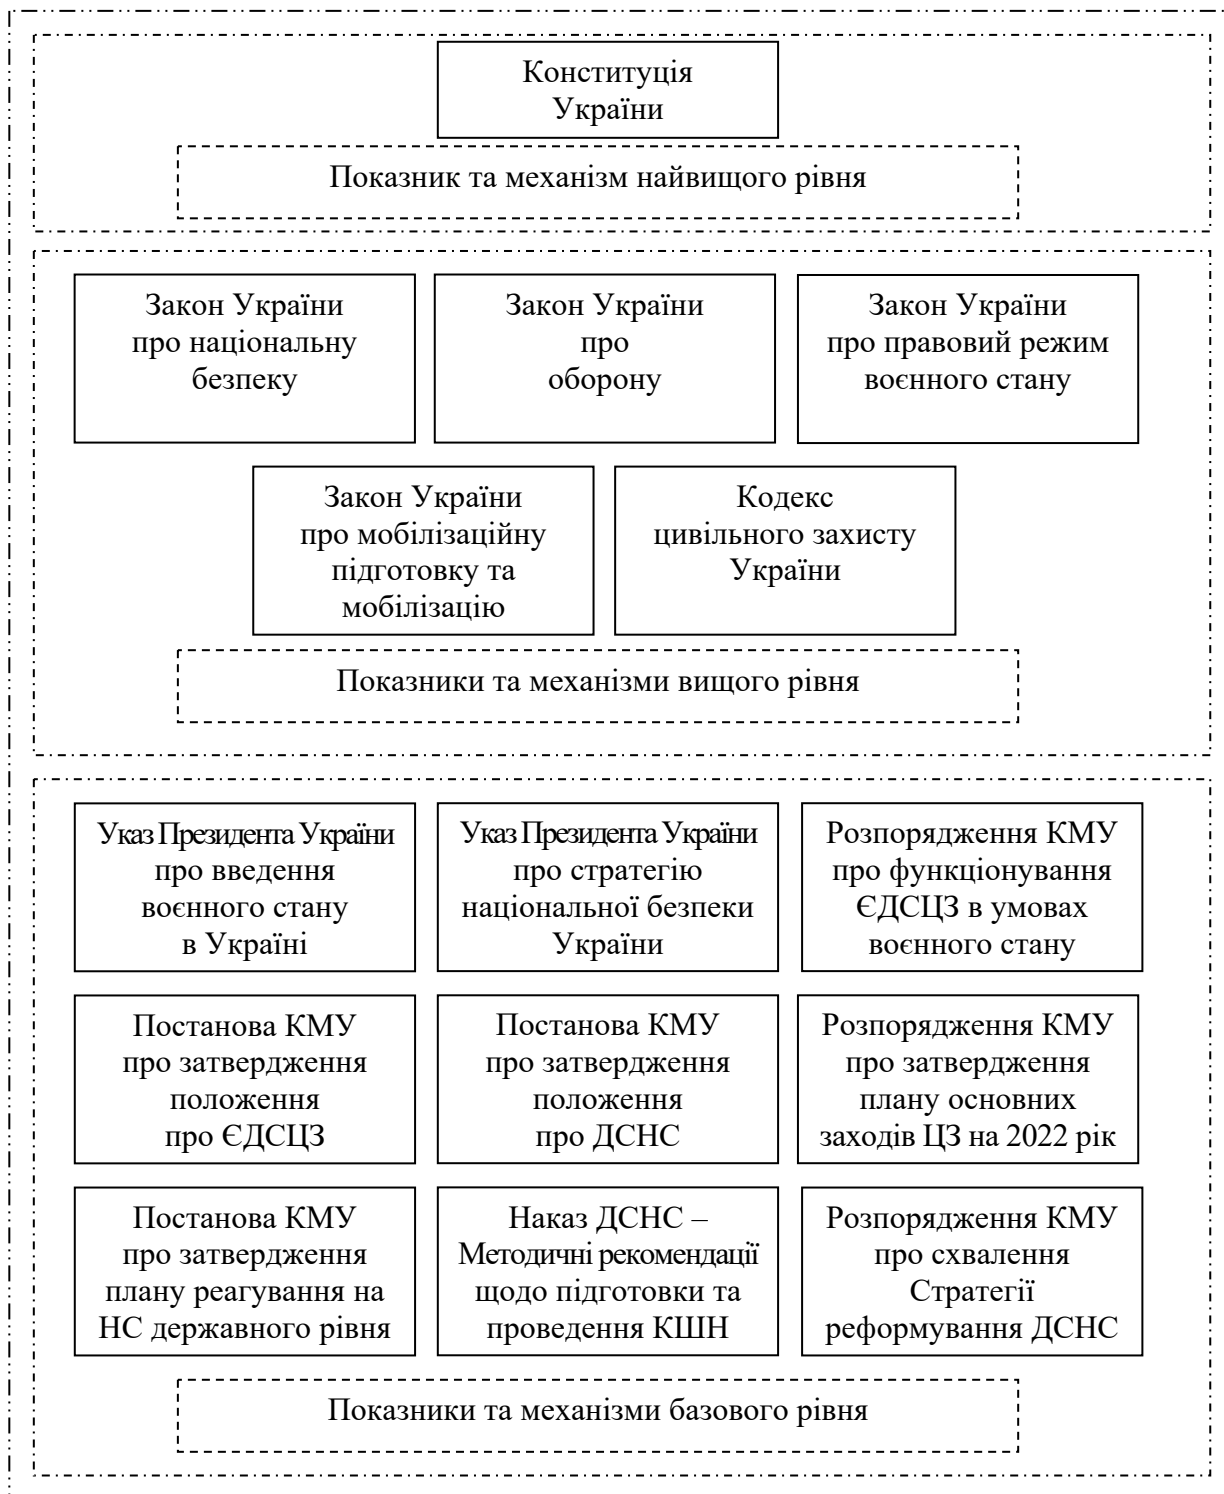 Конституція
України
Показник та механізм найвищого рівня
Закон України
про національну
безпеку
Закон України
про
оборону
Закон України
про правовий режим
воєнного стану
Закон України
про мобілізаційну
підготовку та
мобілізацію
Кодекс
цивільного захисту
України
Показники та механізми вищого рівня
Указ Президента України
про введення
воєнного стану
в Україні
Указ Президента України
про стратегію
національної безпеки
України
Розпорядження КМУ
про функціонування
ЄДСЦЗ в умовах
воєнного стану
Постанова КМУ
про затвердження
положення
про ЄДСЦЗ
Постанова КМУ
про затвердження
положення
про ДСНС
Розпорядження КМУ
про затвердження
плану основних
заходів ЦЗ на 2022 рік
Постанова КМУ
про затвердження
плану реагування на
НС державного рівня
Наказ ДСНС –
Методичні рекомендації
щодо підготовки та
проведення КШН
Розпорядження КМУ
про схвалення
Стратегії
реформування ДСНС
Показники та механізми базового рівня